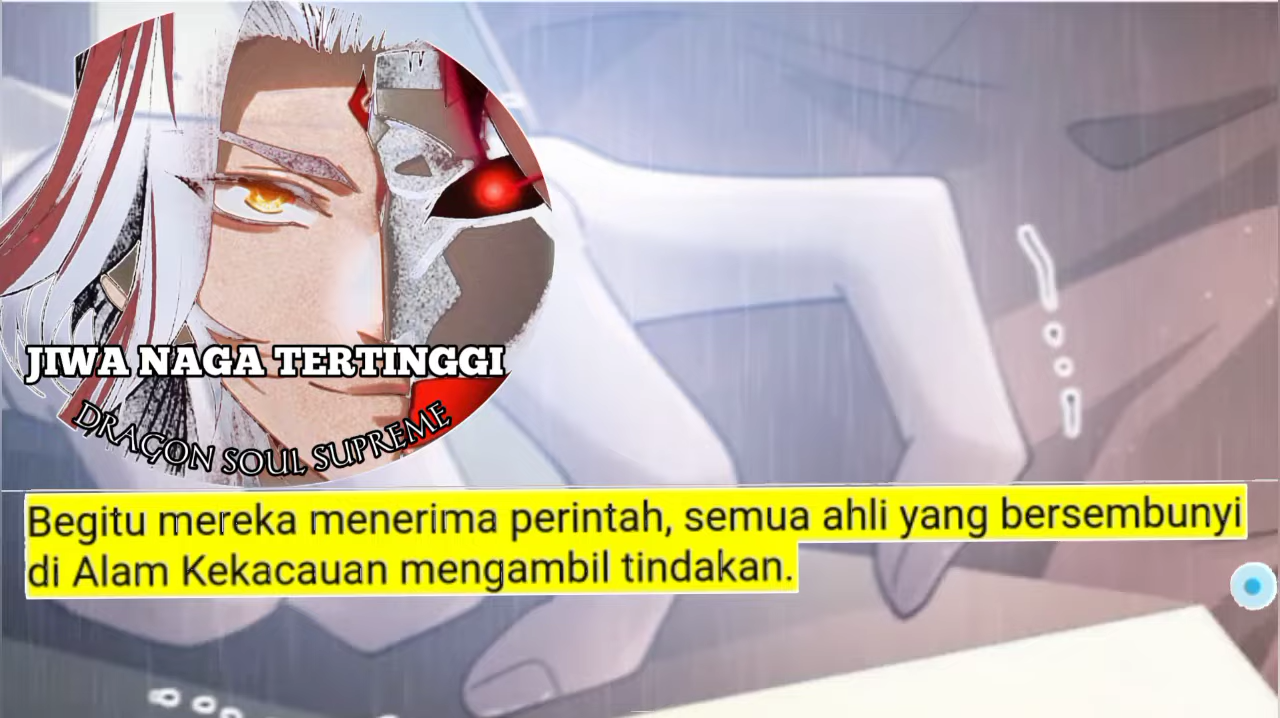 JIWA NAGA TERTINGGI
DRAGON SOUL SUPREME
Begitu mereka menerima perintah, semua ahli yang bersembunyi
di Alam Kekacauan mengambil tindakan.